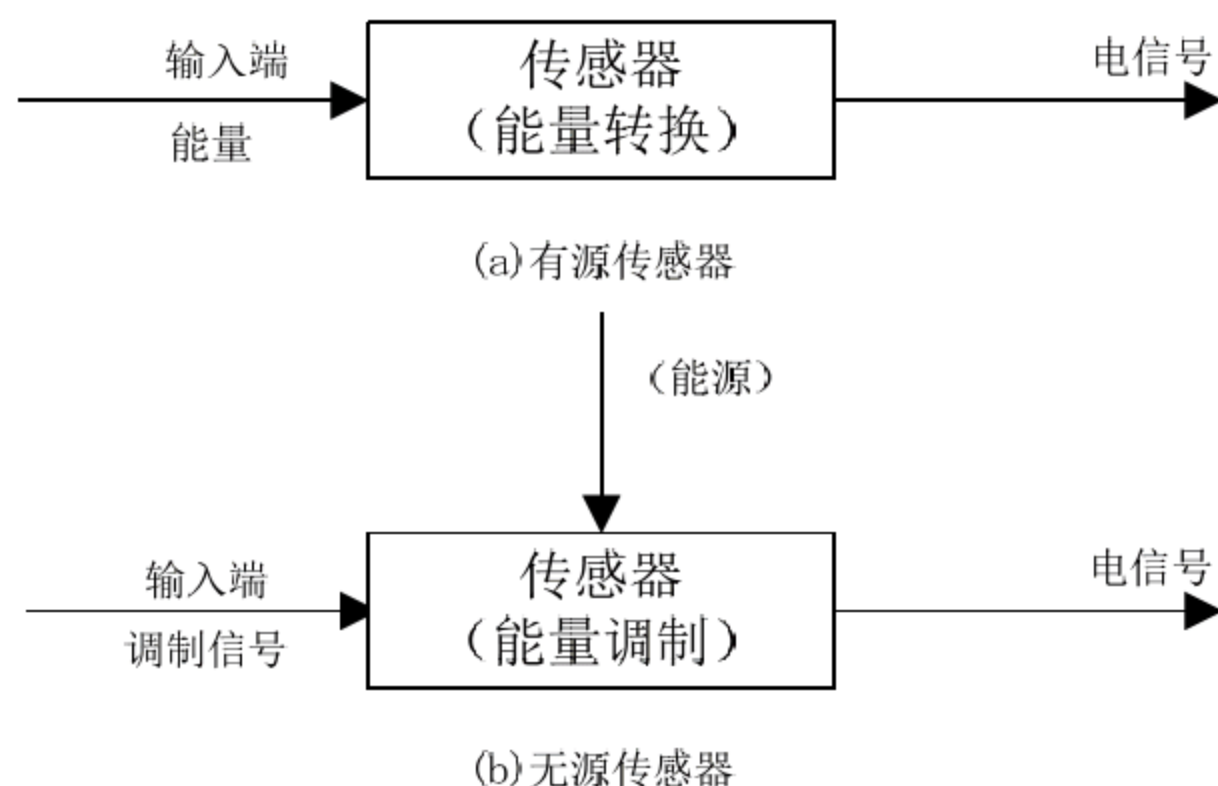 输入端
能量
传感器
(能量转换)
电信号
(a)有源传感器
(能源)
输入端
调制信号
传感器
(能量调制)
电信号
(b)无源传感器